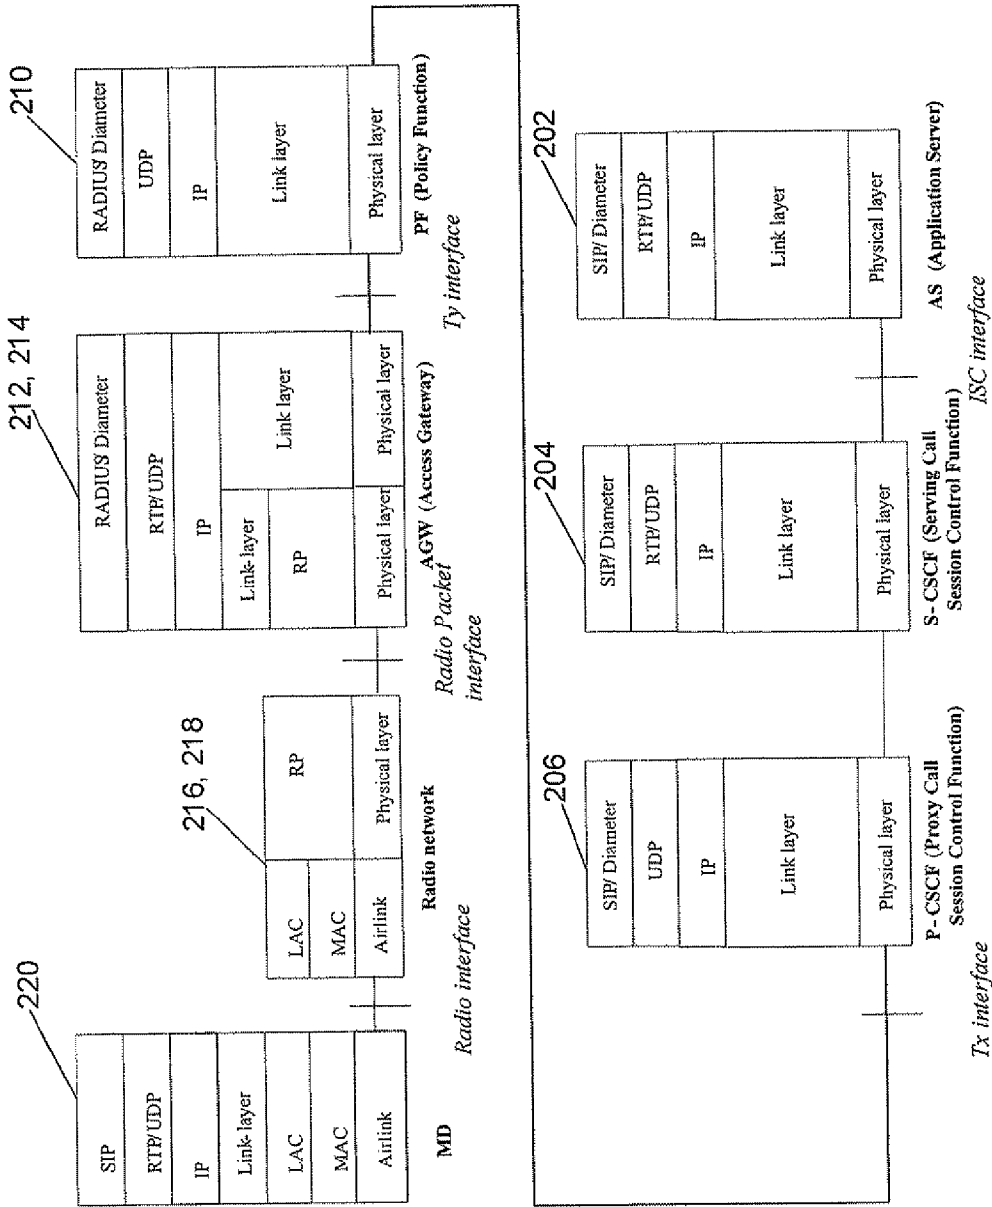 220
SIP
RTP/UDP
IP
Link-layer
LAC
MAC
Airlink
MD
Radio interface
216, 218
LAC
MAC
Airlink
RP
Physical layer
Radio network
Radio Packet
interface
212, 214
RADIUS/ Diameter
RTP/ UDP
IP
Link-layer
RP
Physical layer
Link layer
Physical layer
AGW (Access Gateway)
Ty interface
210
RADIUS/ Diameter
UDP
IP
Link layer
Physical layer
PF (Policy Function)
Tx interface
206
SIP/ Diameter
UDP
IP
Link layer
Physical layer
P- CSCF (Proxy Call
Session Control Function)
204
SIP/ Diameter
RTP/UDP
IP
Link layer
Physical layer
S- CSCF (Serving Call
Session Control Function)
ISC interface
202
SIP/ Diameter
RTP/UDP
IP
Link layer
Physical layer
AS (Application Server)